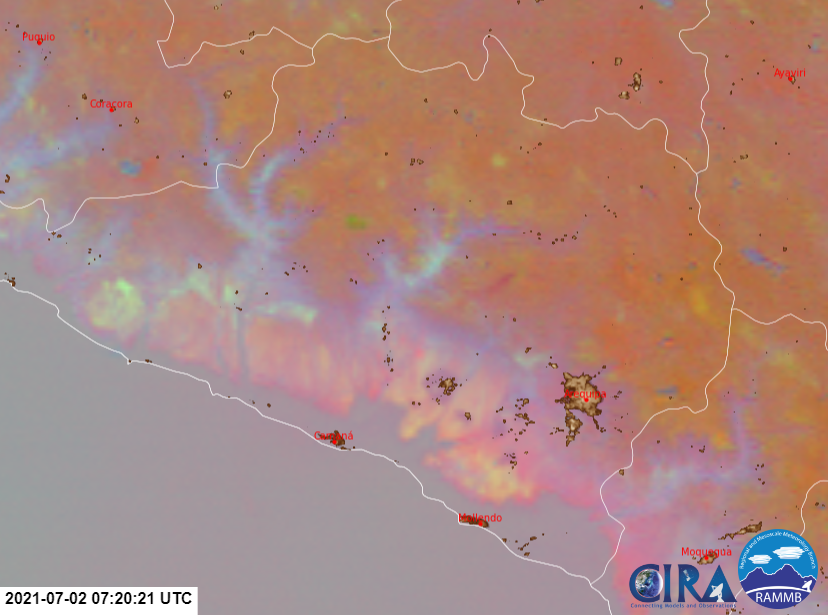 Puquio
Ayaviri
Coracora
Arequipa
Camaná
Mollendo
Moquegua
CIRA
Connecting Models and Observations
Regional and Mesoscale Meteorology Branch
RAMMB
2021-07-02 07:20:21 UTC